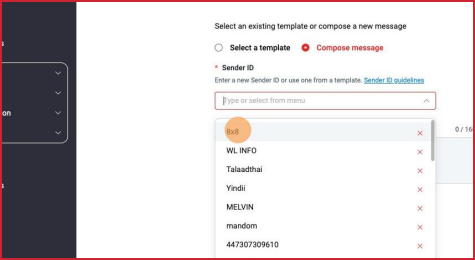 Select an existing template or compose a new message
Select a template
Compose message
* Sender ID
Enter a new Sender ID or use one from a template. Sender ID guidelines
Type or select from menu
8x8
0 / 16
WL INFO
on
Talaadthai
Yindii
s
MELVIN
mandom
447307309610